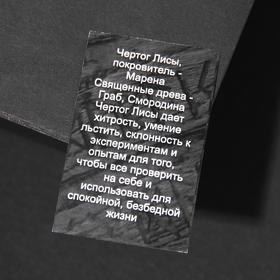 Чертог Лисы,
покровитель -
Марена
Священные древа -
Граб, Смородина
Чертог Лисы дает
хитрость, умение
льстить, склонность к
экспериментам и
опытам для того,
чтобы все проверить
на себе и
использовать для
спокойной, безбедной
жизни